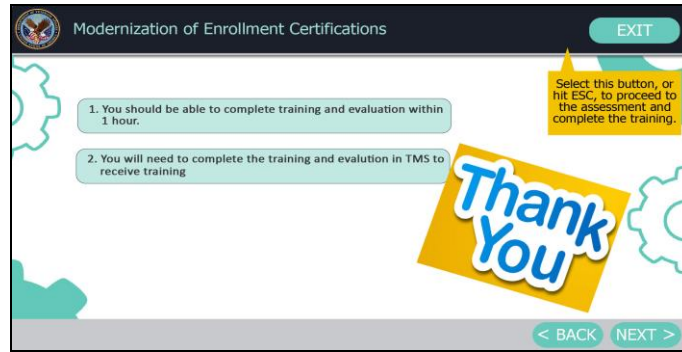 Modernization of Enrollment Certifications
EXIT
Select this button, or
hit ESC, to proceed to
the assessment and
complete the training.
1. You should be able to complete training and evaluation within
1 hour.
2. You will need to complete the training and evalution in TMS to
receive training
Thank
You
< BACK
NEXT >